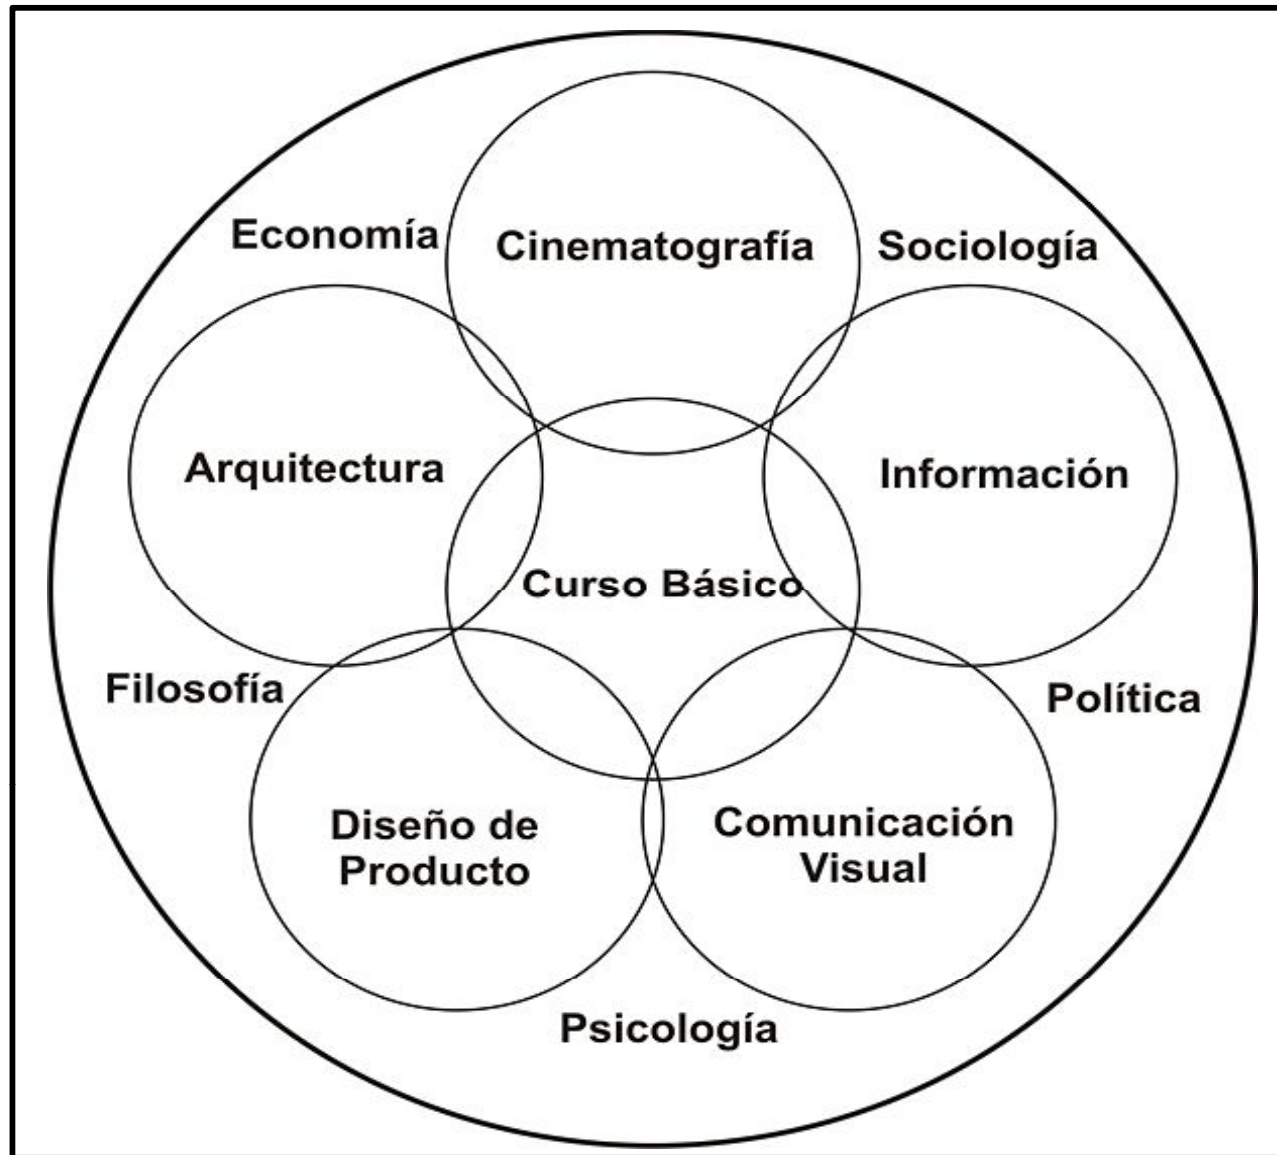 Economía
Cinematografía
Sociología
Arquitectura
Información
Curso Básico
Filosofía
Política
Diseño de
Producto
Comunicación
Visual
Psicología